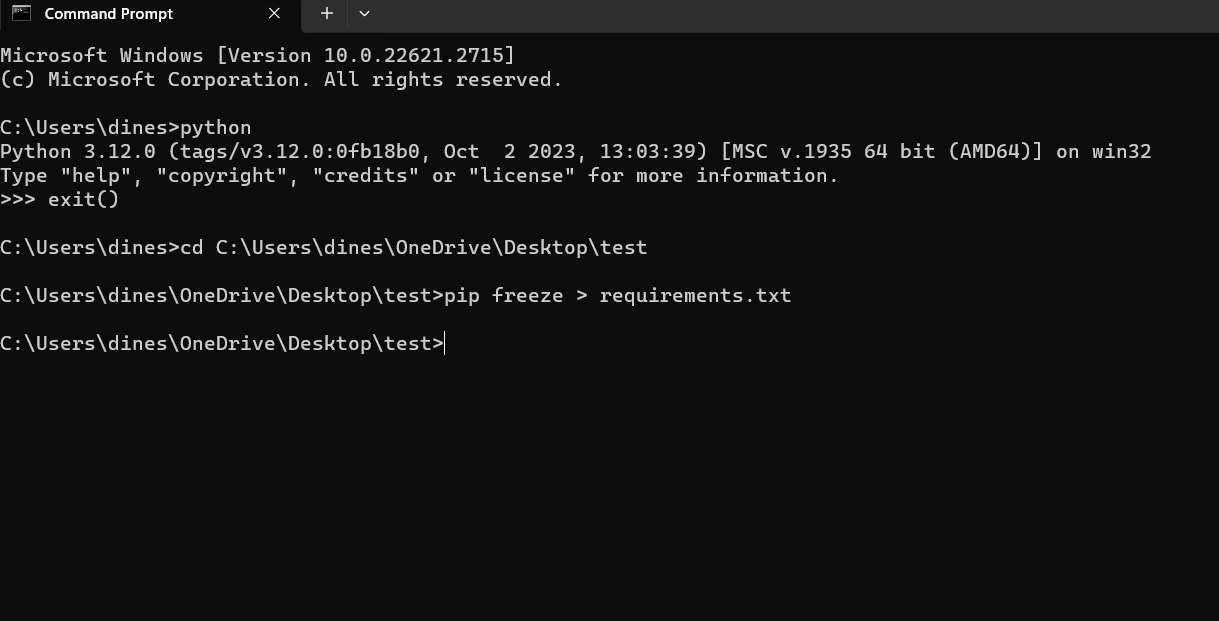 Command Prompt
Microsoft Windows [Version 10.0.22621.2715]
(c) Microsoft Corporation. All rights reserved.
C:\Users\dines>python
Python 3.12.0 (tags/v3.12.0:0fb18b0, Oct  2 2023, 13:03:39) [MSC v.1935 64 bit (AMD64)] on win32
Type "help", "copyright", "credits" or "license" for more information.
>>> exit()
C:\Users\dines>cd C:\Users\dines\OneDrive\Desktop\test
C:\Users\dines\OneDrive\Desktop\test>pip freeze > requirements.txt
C:\Users\dines\OneDrive\Desktop\test>